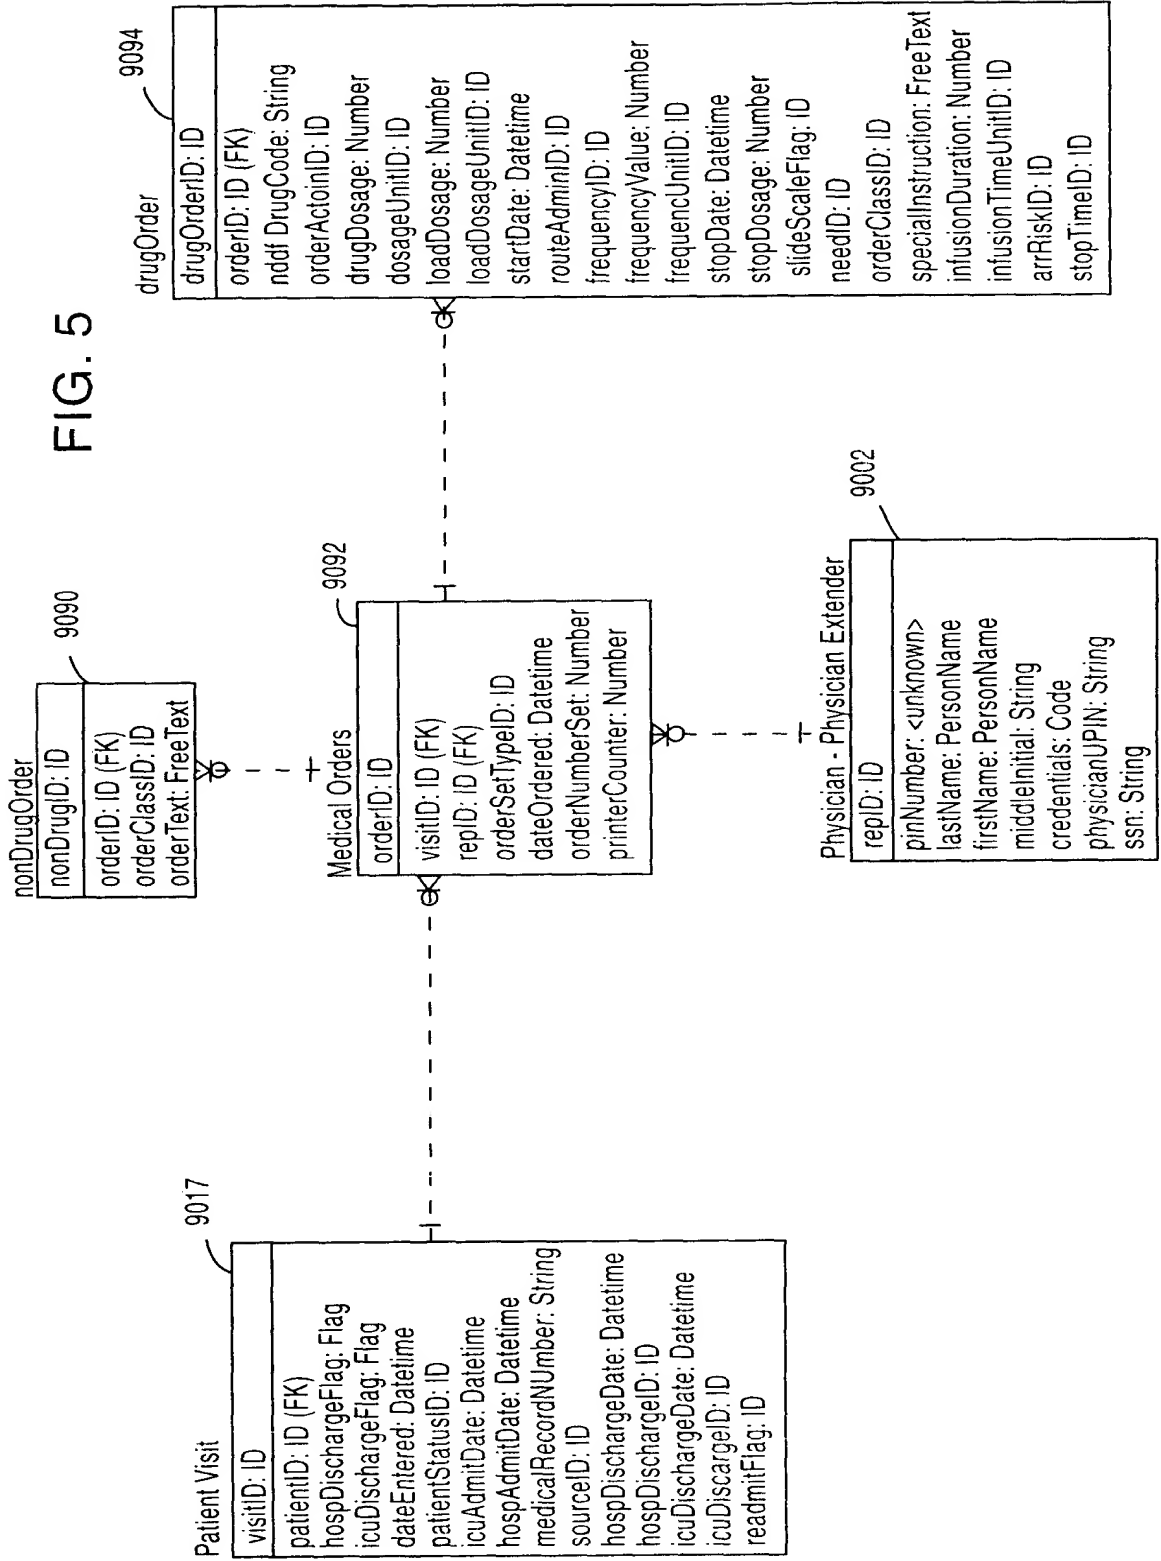 FIG. 5
nonDrugOrder
9090
nonDrugID: ID
orderID: ID (FK)
orderClassID: ID
orderText: FreeText
Patient Visit
9017
visitID: ID
patientID: ID (FK)
hospDischargeFlag: Flag
icuDischargeFlag: Flag
dateEntered: Datetime
patientStatusID: ID
icuAdmitDate: Datetime
hospAdmitDate: Datetime
medicalRecordNUmber: String
sourceID: ID
hospDischargeDate: Datetime
hospDischargeID: ID
icuDischargeDate: Datetime
icuDiscargeID: ID
readmitFlag: ID
Medical Orders
9092
orderID: ID
visitID: ID (FK)
repID: ID (FK)
orderSetTypeID: ID
dateOrdered: Datetime
orderNumberSet: Number
printerCounter: Number
drugOrder
9094
drugOrderID: ID
orderID: ID (FK)
nddf DrugCode: String
orderActoinID: ID
drugDosage: Number
dosageUnitID: ID
loadDosage: Number
loadDosageUnitID: ID
startDate: Datetime
routeAdminID: ID
frequencyID: ID
frequencyValue: Number
frequencUnitID: ID
stopDate: Datetime
stopDosage: Number
slideScaleFlag: ID
needID: ID
orderClassID: ID
specialInstruction: FreeText
infusionDuration: Number
infusionTimeUnitID: ID
arrRiskID: ID
stopTimeID: ID
Physician - Physician Extender
9002
repID: ID
pinNumber: <unknown>
lastName: PersonName
firstName: PersonName
middleInitial: String
credentials: Code
physicianUPIN: String
ssn: String